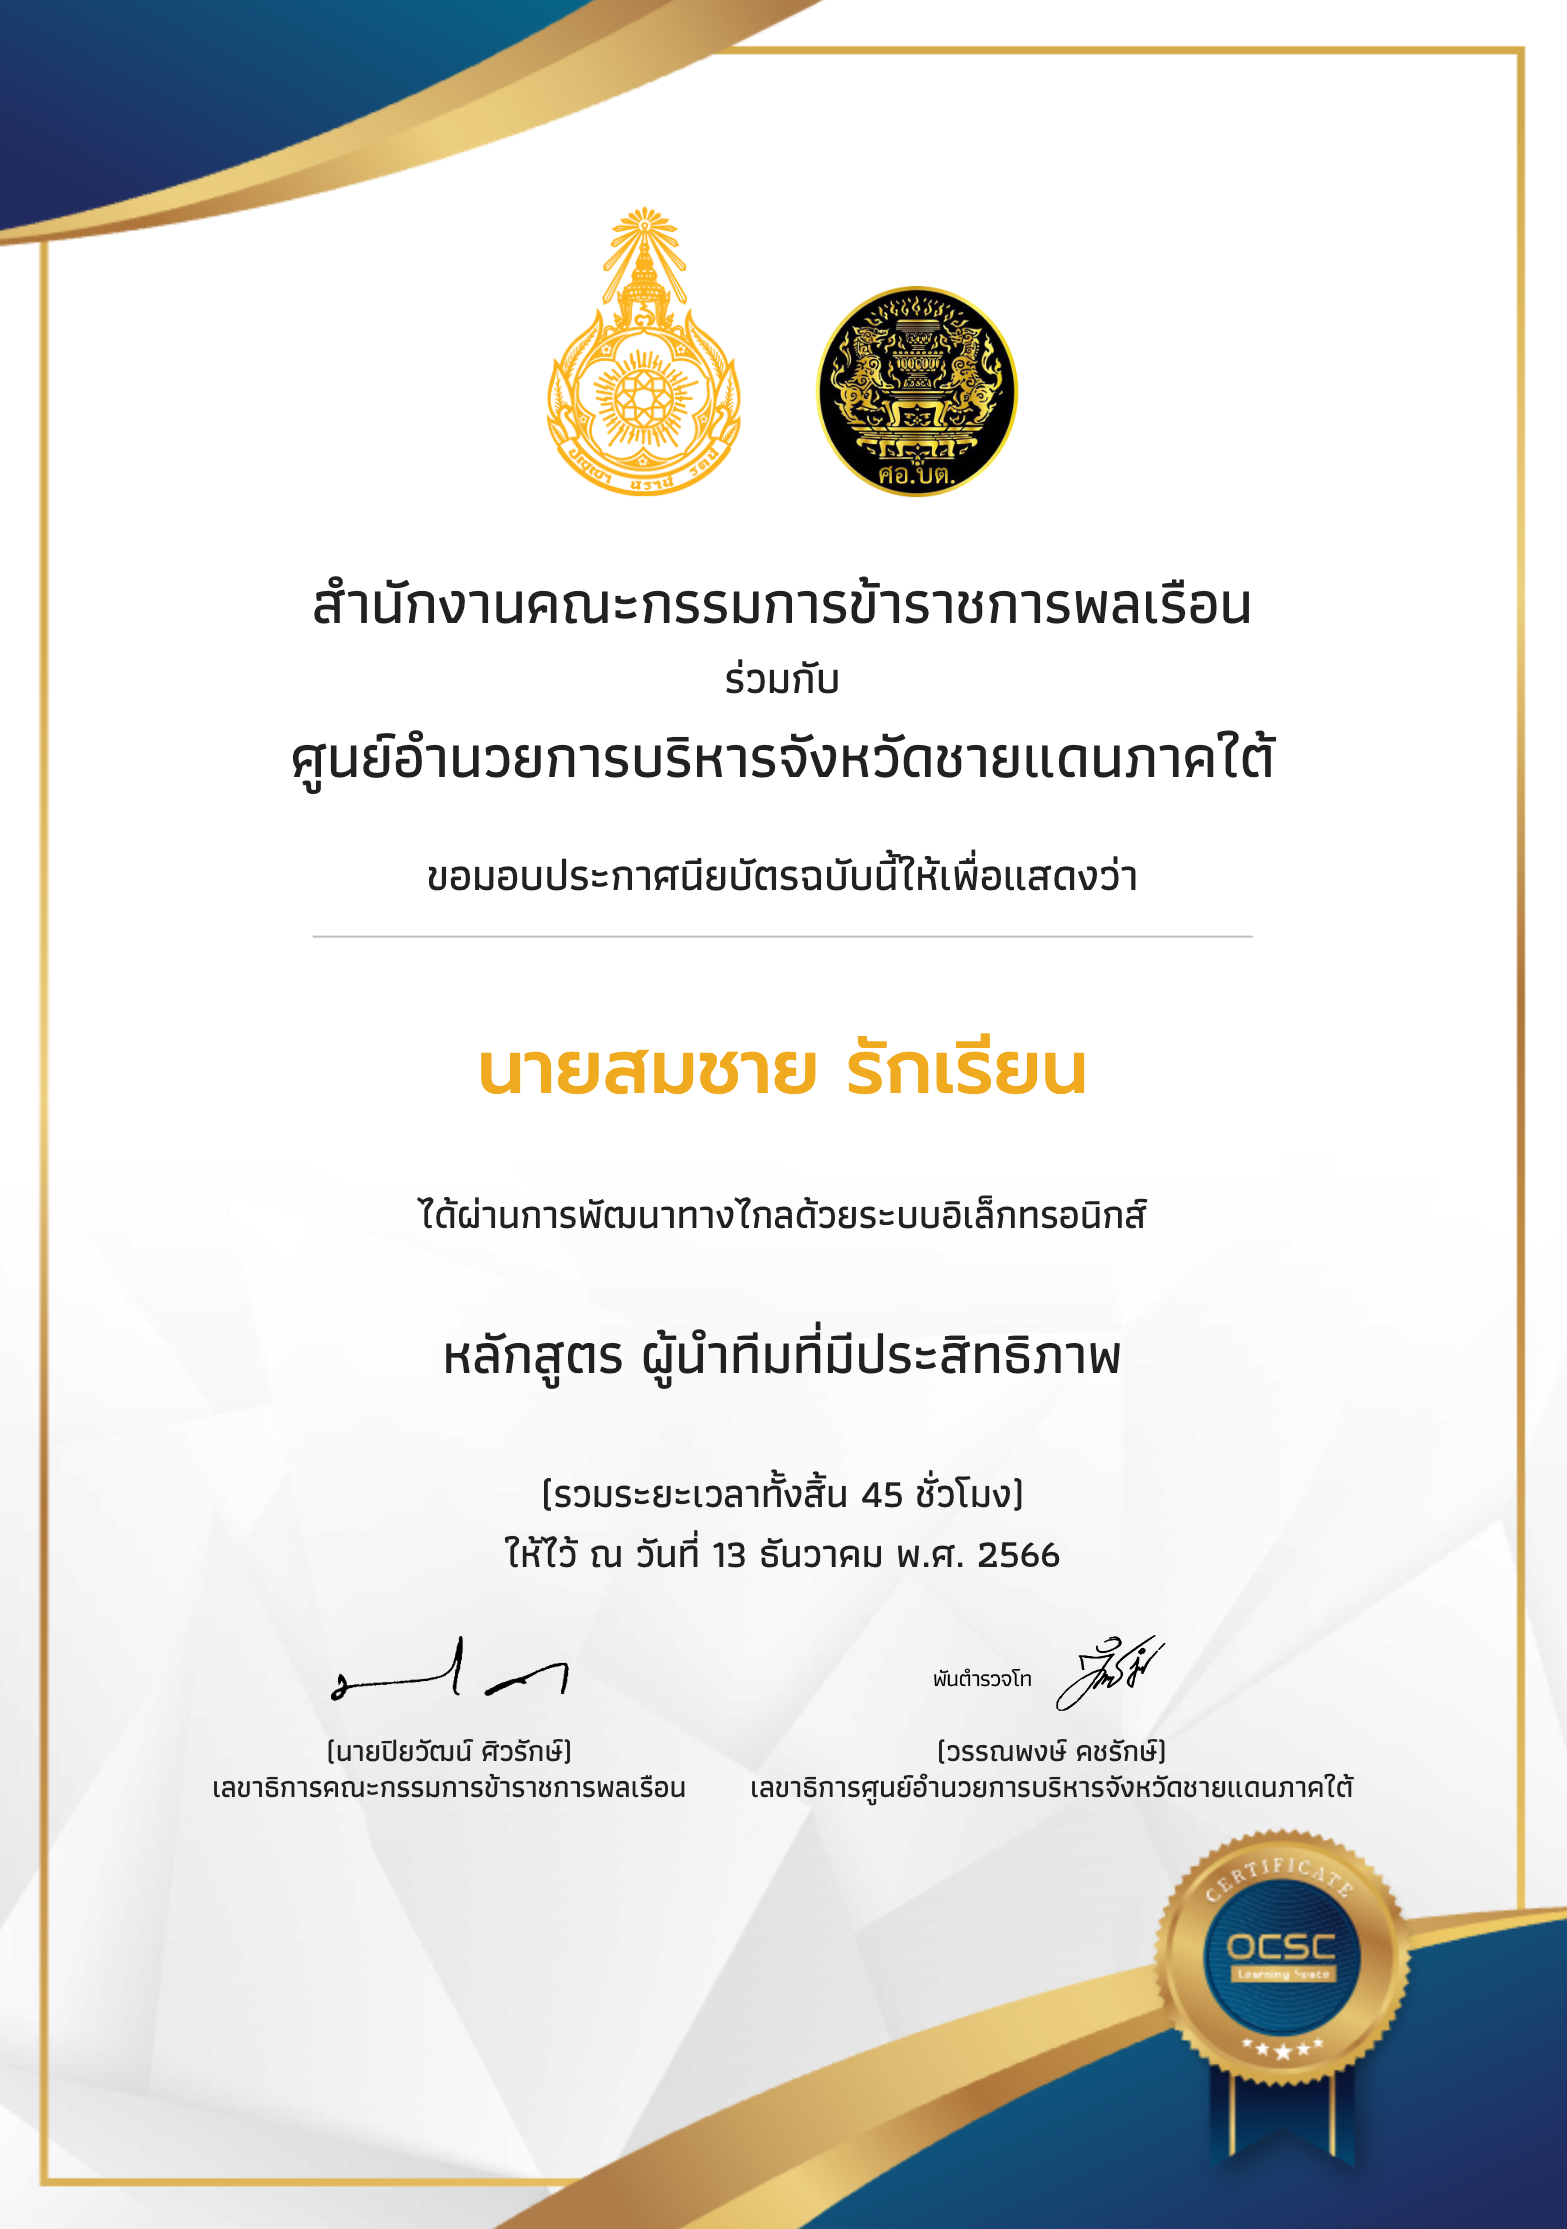 ปญฺญา นรานํ รตนํ
ศอ.บต.
สำนักงานคณะกรรมการข้าราชการพลเรือน
ร่วมกับ
ศูนย์อำนวยการบริหารจังหวัดชายแดนภาคใต้
ขอมอบประกาศนียบัตรฉบับนี้ให้เพื่อแสดงว่า
นายสมชาย รักเรียน
ได้ผ่านการพัฒนาทางไกลด้วยระบบอิเล็กทรอนิกส์
หลักสูตร ผู้นำทีมที่มีประสิทธิภาพ
(รวมระยะเวลาทั้งสิ้น 45 ชั่วโมง)
ให้ไว้ ณ วันที่ 13 ธันวาคม พ.ศ. 2566
พันตำรวจโท
(นายปิยวัฒน์ ศิวรักษ์)
เลขาธิการคณะกรรมการข้าราชการพลเรือน
(วรรณพงษ์ คชรักษ์)
เลขาธิการศูนย์อำนวยการบริหารจังหวัดชายแดนภาคใต้
CERTIFICATE
OCSC
Learning Space